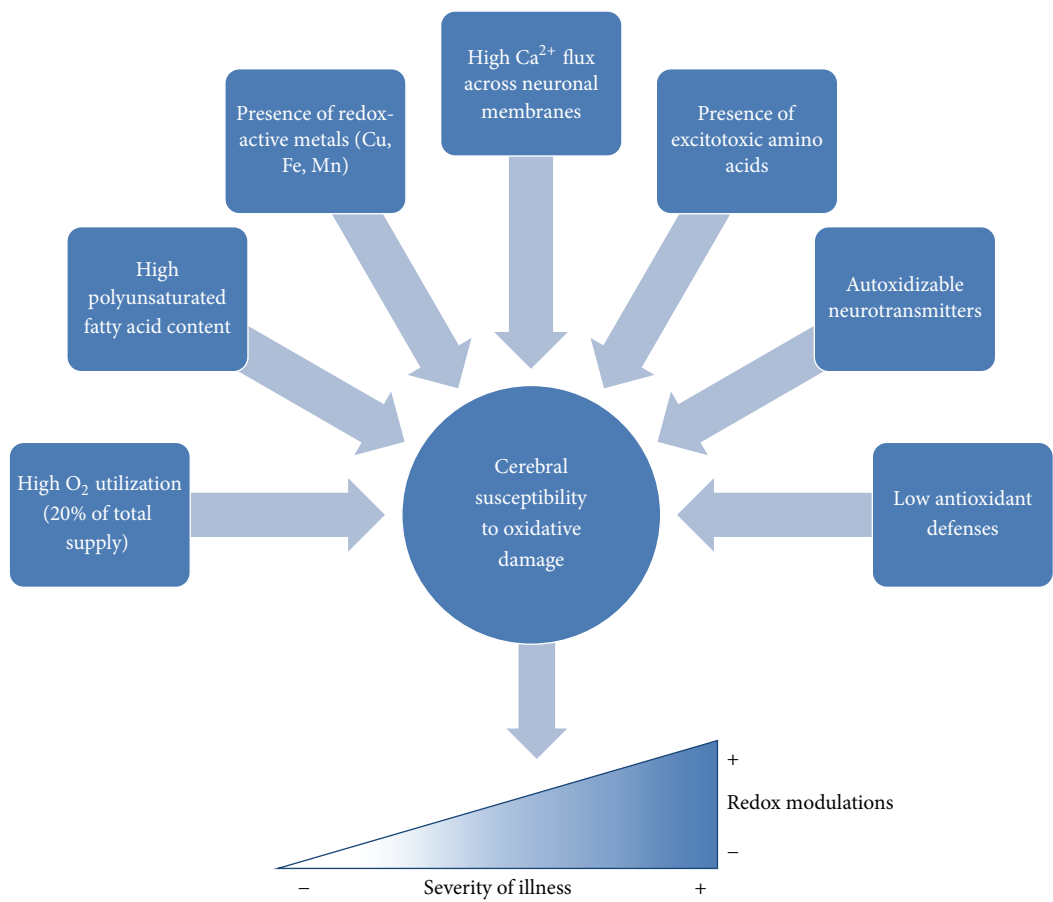 High Ca²⁺ flux
across neuronal
membranes
Presence of redox-
active metals (Cu,
Fe, Mn)
Presence of
excitotoxic amino
acids
High
polyunsaturated
fatty acid content
Autoxidizable
neurotransmitters
High O₂ utilization
(20% of total
supply)
Cerebral
susceptibility
to oxidative
damage
Low antioxidant
defenses
+
Redox modulations
−
− Severity of illness +